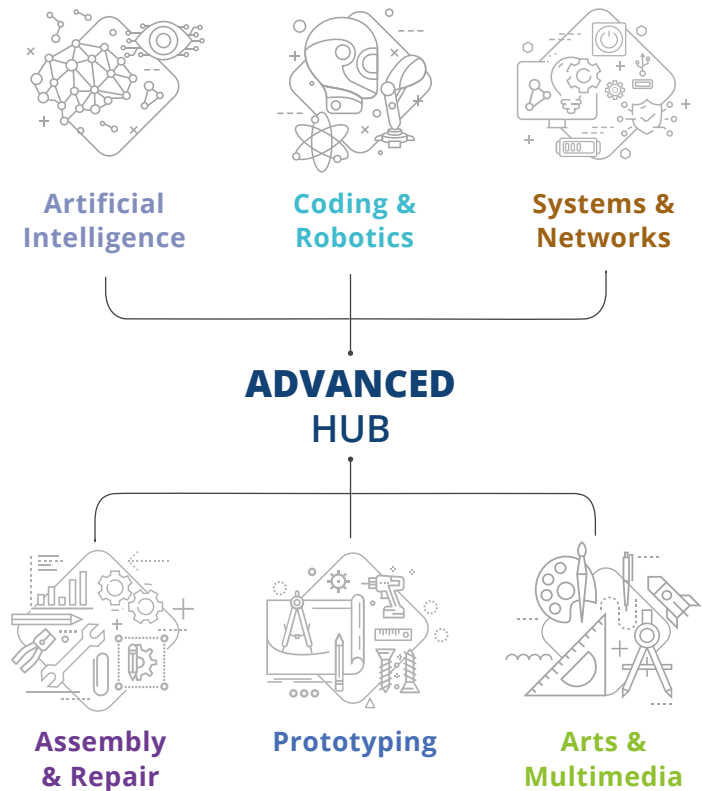 Artificial
Intelligence
Coding &
Robotics
Systems &
Networks
ADVANCED
HUB
Assembly
& Repair
Prototyping
Arts &
Multimedia